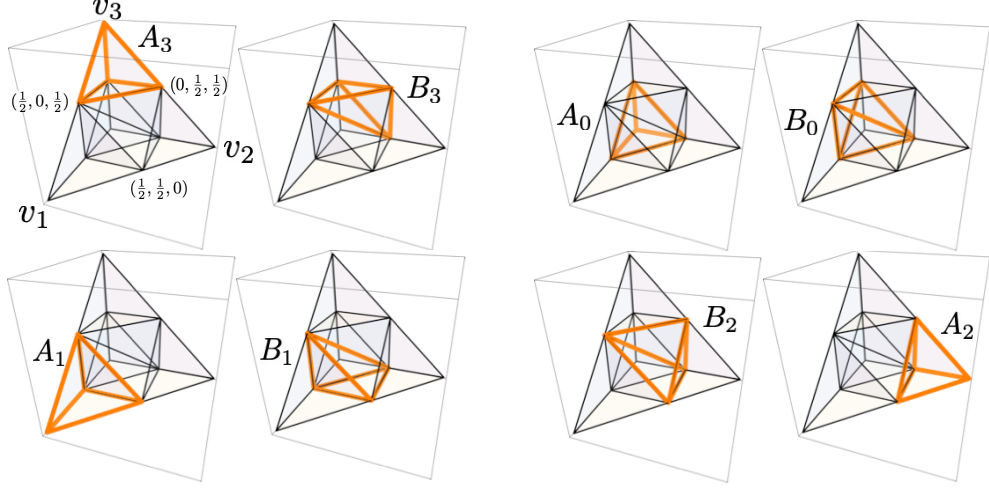 v₃
A₃
(½, 0, ½)
(0, ½, ½)
B₃
A₀
B₀
v₂
(½, ½, 0)
v₁
A₁
B₁
B₂
A₂